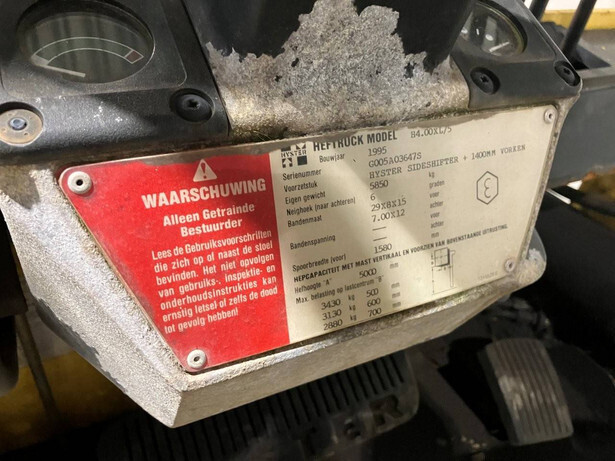 WAARSCHUWING
Alleen Getrainde
Bestuurder
Lees de Gebruiksvoorschriften
die zich op of naast de stoel
bevinden. Het niet opvolgen
van gebruiks-, inspectie- en
onderhoudsinstrukties kan
ernstig letsel of zelfs de dood
tot gevolg hebben!
HYSTER
HEFTRUCK MODEL H4.00XL/5
Bouwjaar 1995
Serienummer G005A03647S
Voorzetstuk HYSTER SIDESHIFTER + 1400MM VORKEN
Eigen gewicht 5850 kg
Neighoek (naar achteren) 6 graden
Bandenmaat 29X8X15 voor
7.00X12 achter
Bandenspanning — voor
achter
Spoorbreedte (voor) 1580 mm
HEFCAPACITEIT MET MAST VERTIKAAL EN VOORZIEN VAN BOVENSTAANDE UITRUSTING
Hefhoogte "A" 5000 mm
Max. belasting op lastcentrum "B"
3430 kg 500 mm
3130 kg 600 mm
2880 kg 700 mm